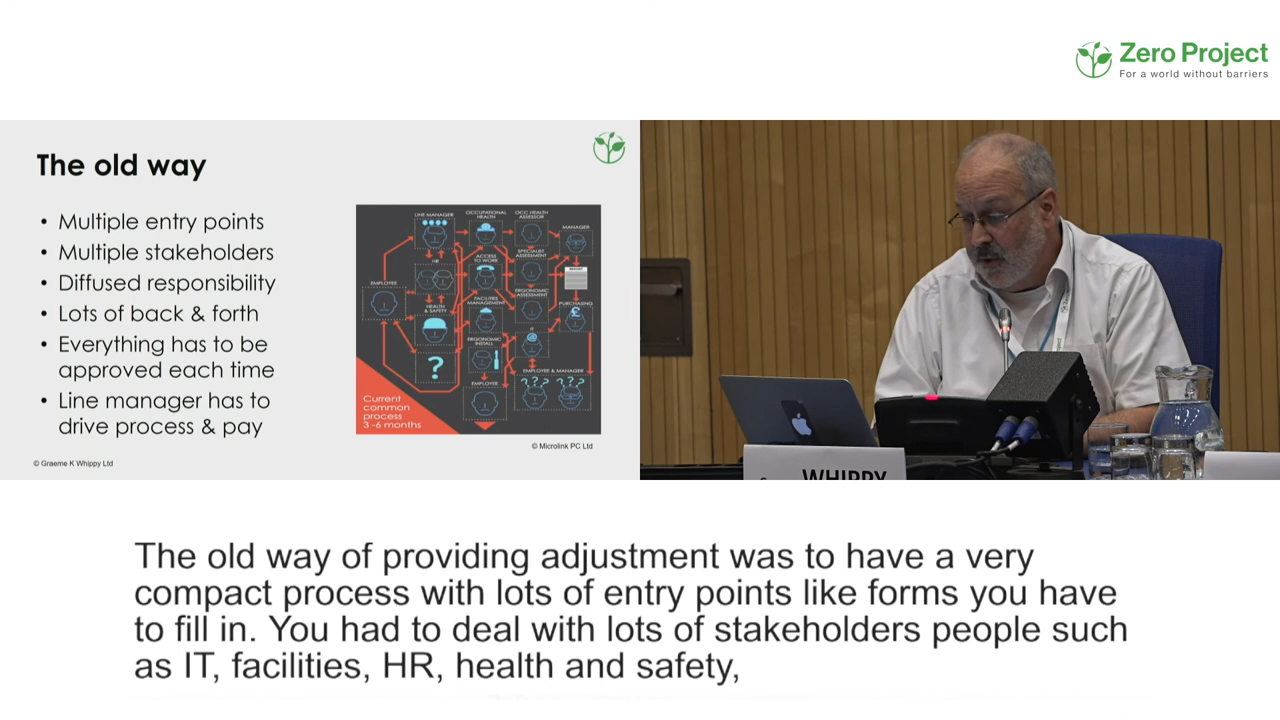 Zero Project
For a world without barriers
The old way
• Multiple entry points
• Multiple stakeholders
• Diffused responsibility
• Lots of back & forth
• Everything has to be
approved each time
• Line manager has to
drive process & pay
© Graeme K Whippy Ltd
LINE MANAGER
OCCUPATIONAL
HEALTH
OCC HEALTH
ASSESSOR
MANAGER
HR
ACCESS
TO WORK
SPECIALIST
ASSESSMENT
EMPLOYEE
HEALTH
& SAFETY
FACILITIES
MANAGEMENT
ERGONOMIC
ASSESSMENT
PURCHASING
£
ERGONOMIC
INSTALL
IT
@
?
EMPLOYEE
EMPLOYEE & MANAGER
? ? ? ? ? ?
Current
common
process
3 -6 months
© Microlink PC Ltd
WHIPPY
The old way of providing adjustment was to have a very
compact process with lots of entry points like forms you have
to fill in. You had to deal with lots of stakeholders people such
as IT, facilities, HR, health and safety,